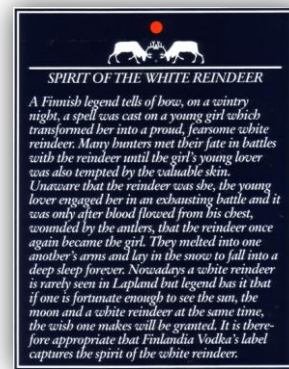 SPIRIT OF THE WHITE REINDEER
A Finnish legend tells of how, on a wintry
night, a spell was cast on a young girl which
transformed her into a proud, fearsome white
reindeer. Many hunters met their fate in battles
with the reindeer until the girl's young lover
was also tempted by the valuable skin.
Unaware that the reindeer was she, the young
lover engaged her in an exhausting battle and it
was only after blood flowed from his chest,
wounded by the antlers, that the reindeer once
again became the girl. They melted into one
another's arms and lay in the snow to fall into a
deep sleep forever. Nowadays a white reindeer
is rarely seen in Lapland but legend has it that
if one is fortunate enough to see the sun, the
moon and a white reindeer at the same time,
the wish one makes will be granted. It is there-
fore appropriate that Finlandia Vodka's label
captures the spirit of the white reindeer.